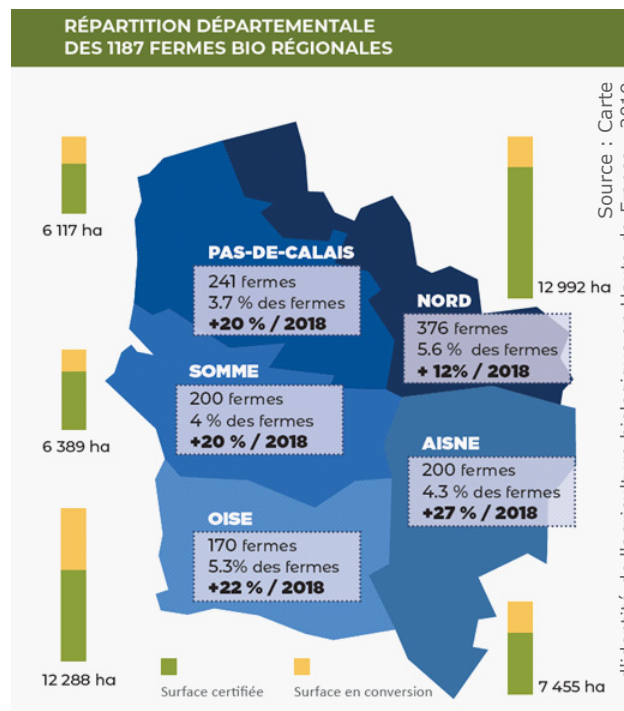 RÉPARTITION DÉPARTEMENTALE
DES 1187 FERMES BIO RÉGIONALES
Source : Carte
6 117 ha
12 992 ha
PAS-DE-CALAIS
241 fermes
3.7 % des fermes
+20 % / 2018
NORD
376 fermes
5.6 % des fermes
+ 12% / 2018
SOMME
200 fermes
4 % des fermes
+20 % / 2018
6 389 ha
AISNE
200 fermes
4.3 % des fermes
+27 % / 2018
OISE
170 fermes
5.3% des fermes
+22 % / 2018
12 288 ha
7 455 ha
Surface certifiée
Surface en conversion